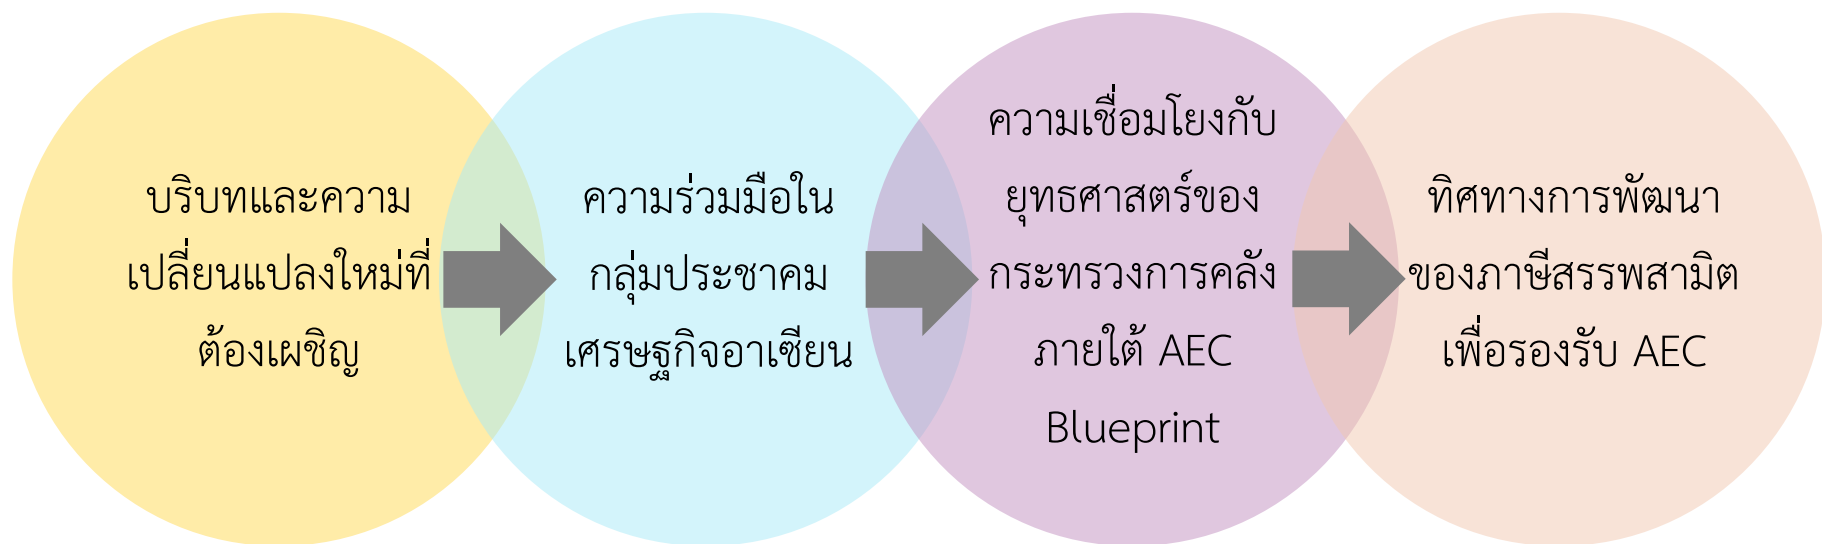 บริบทและความ
เปลี่ยนแปลงใหม่ที่
ต้องเผชิญ
ความร่วมมือใน
กลุ่มประชาคม
เศรษฐกิจอาเซียน
ความเชื่อมโยงกับ
ยุทธศาสตร์ของ
กระทรวงการคลัง
ภายใต้ AEC
Blueprint
ทิศทางการพัฒนา
ของภาษีสรรพสามิต
เพื่อรองรับ AEC